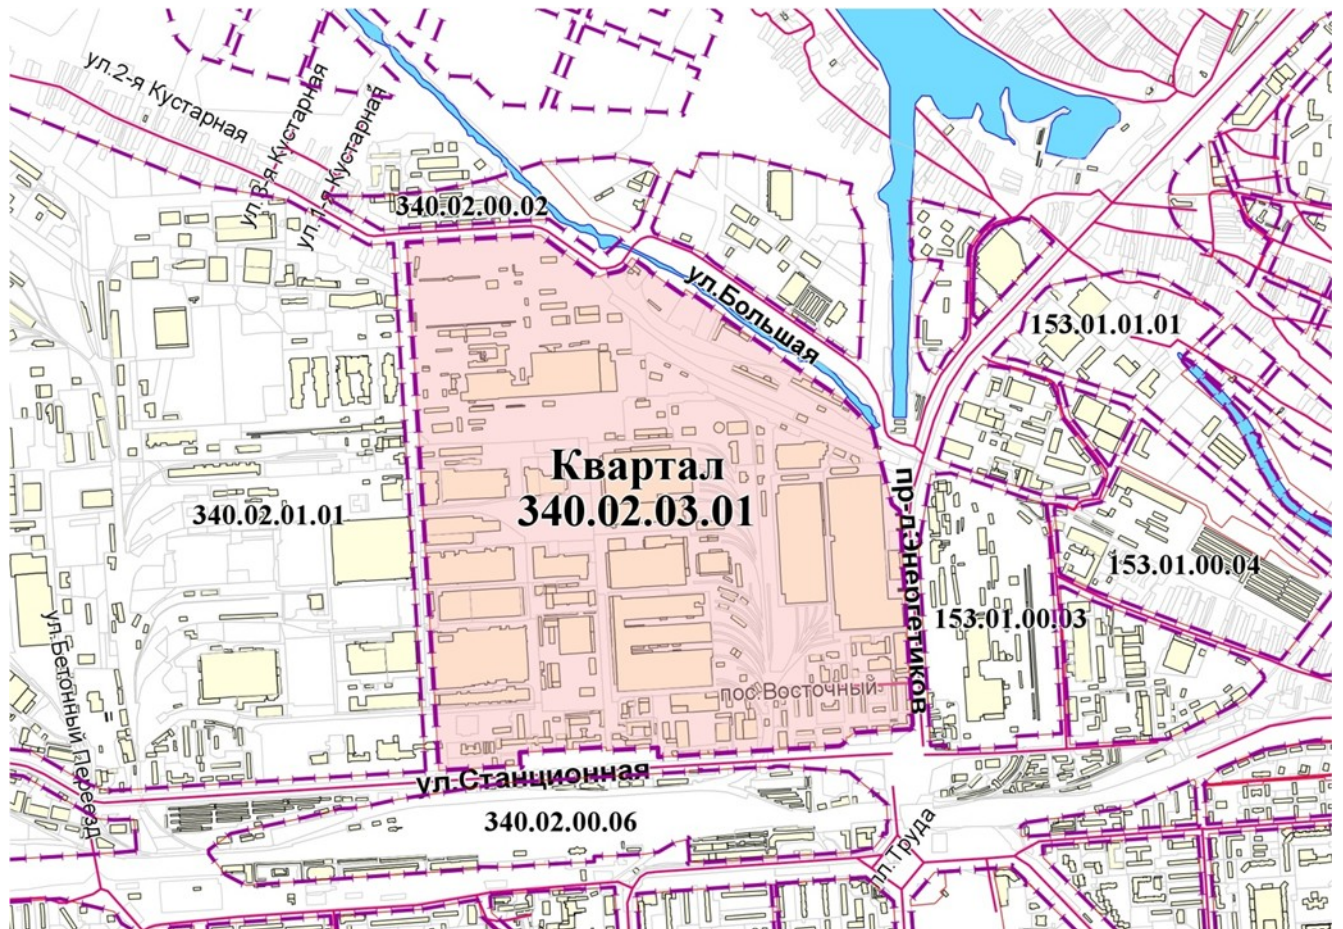 ул.2-я Кустарная
ул.3-я Кустарная
ул.1-я Кустарная
340.02.00.02
ул.Большая
153.01.01.01
Квартал
340.02.03.01
340.02.01.01
пр-д.Энергетиков
153.01.00.04
153.01.00.03
ул.Бетонный Переезд
пос.Восточный
ул.Станционная
340.02.00.06
пл.Труда